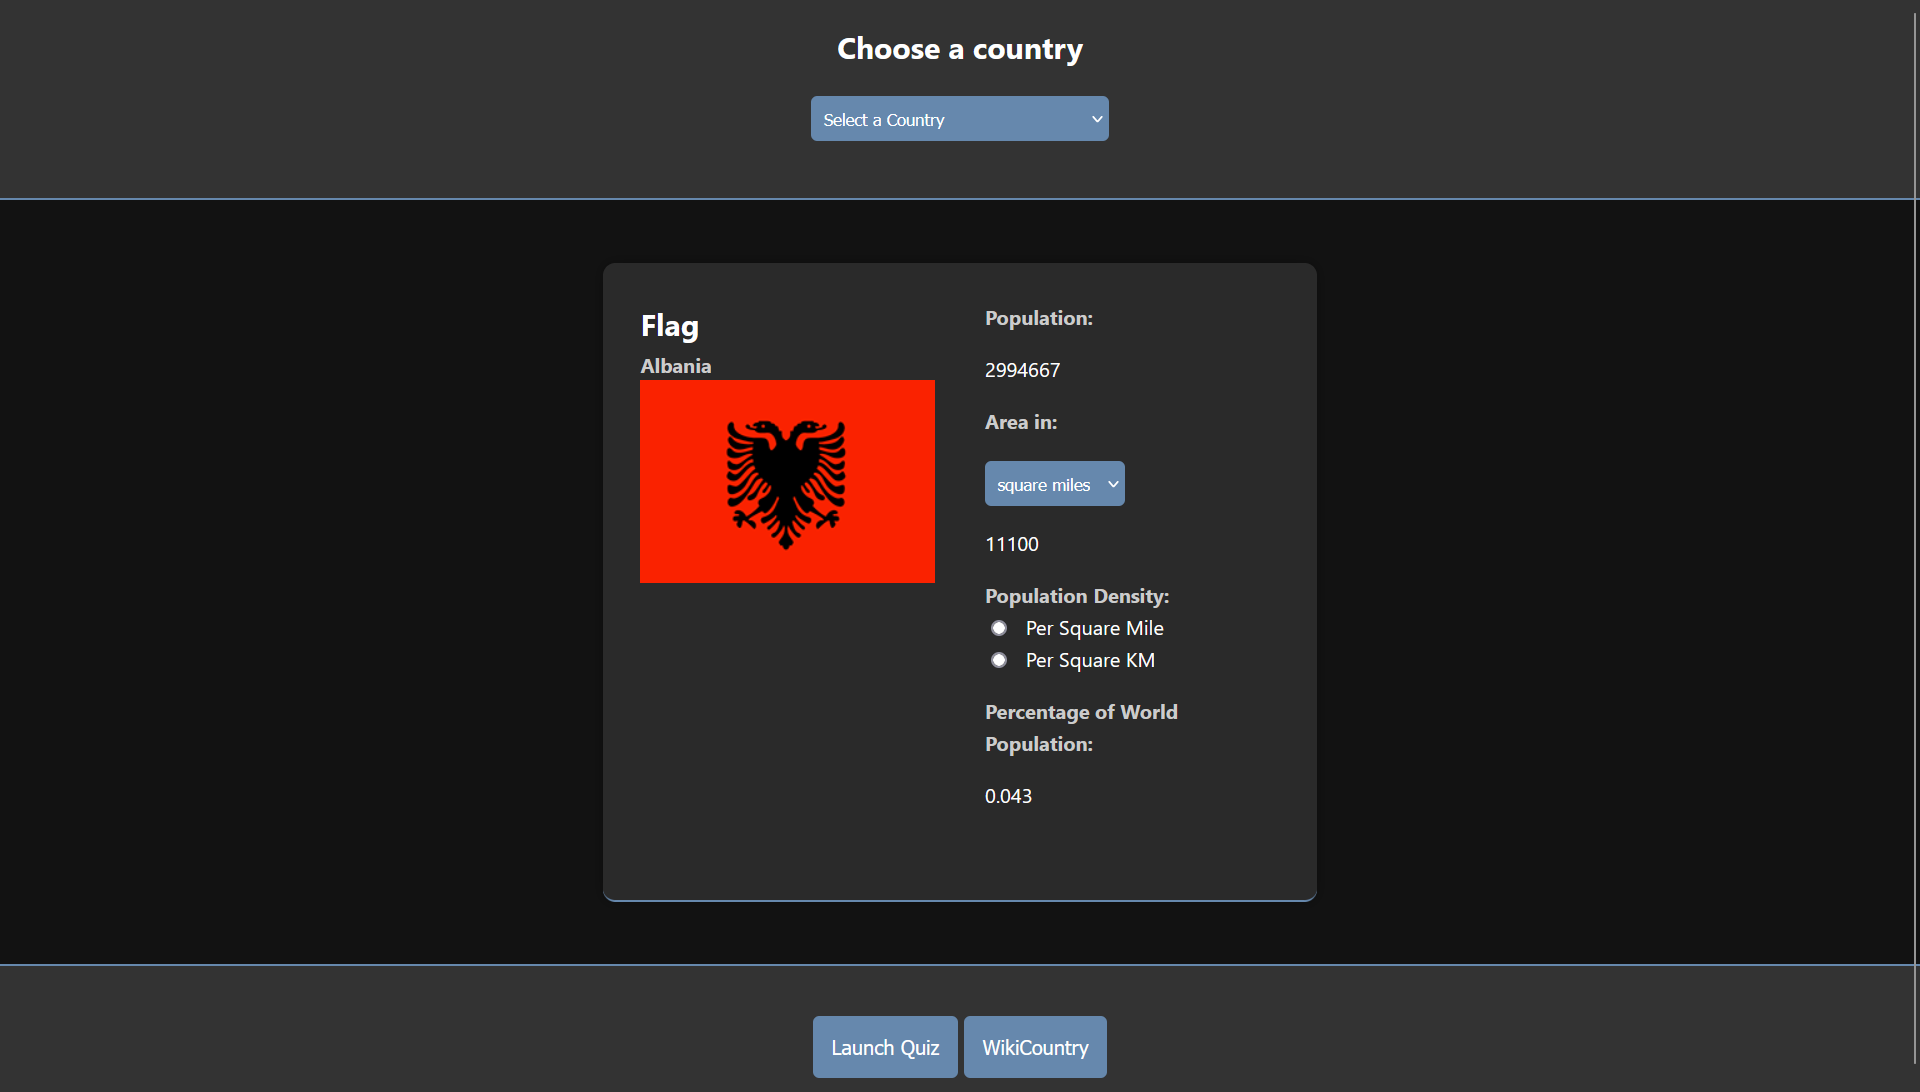 Choose a country
Select a Country
Flag
Albania
Population:
2994667
Area in:
square miles
11100
Population Density:
Per Square Mile
Per Square KM
Percentage of World
Population:
0.043
Launch Quiz
WikiCountry